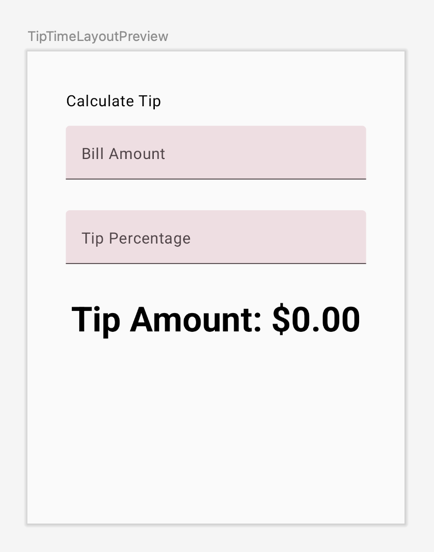 TipTimeLayoutPreview
Calculate Tip
Bill Amount
Tip Percentage
Tip Amount: $0.00